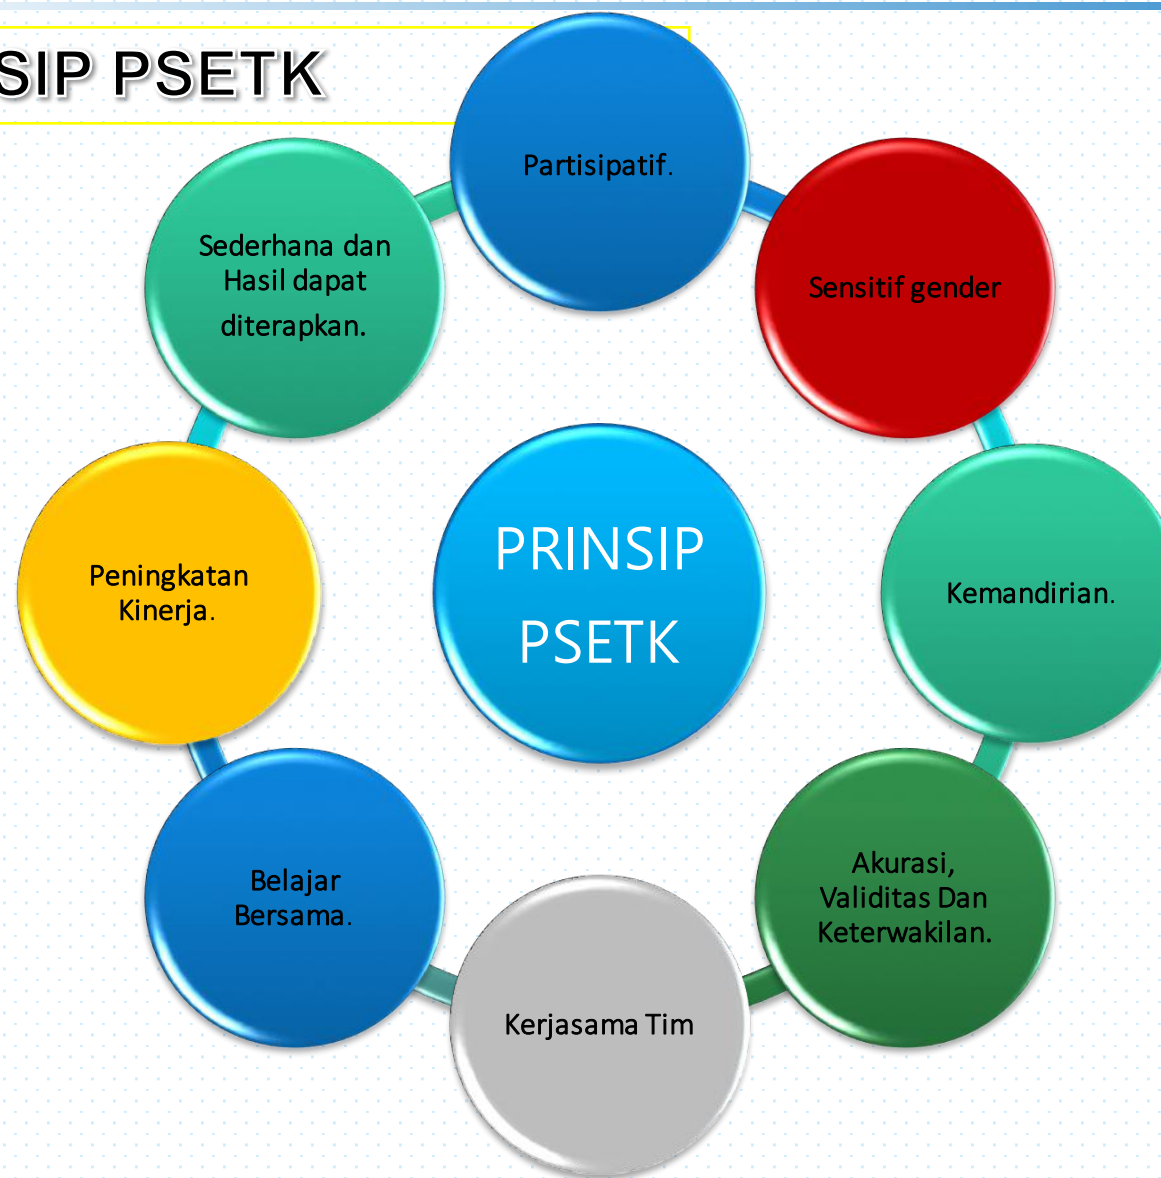 SIP PSETK
Partisipatif.
Sensitif gender
Kemandirian.
Akurasi,
Validitas Dan
Keterwakilan.
Kerjasama Tim
Belajar
Bersama.
Peningkatan
Kinerja.
Sederhana dan
Hasil dapat
diterapkan.
PRINSIP
PSETK